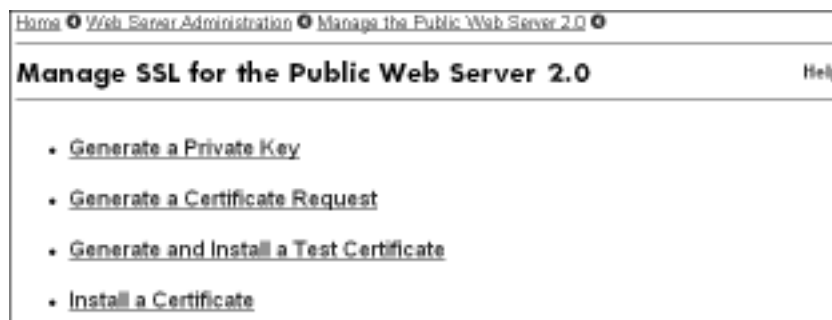 Home Web Server Administration Manage the Public Web Server 2.0
Manage SSL for the Public Web Server 2.0 Help
• Generate a Private Key
• Generate a Certificate Request
• Generate and Install a Test Certificate
• Install a Certificate